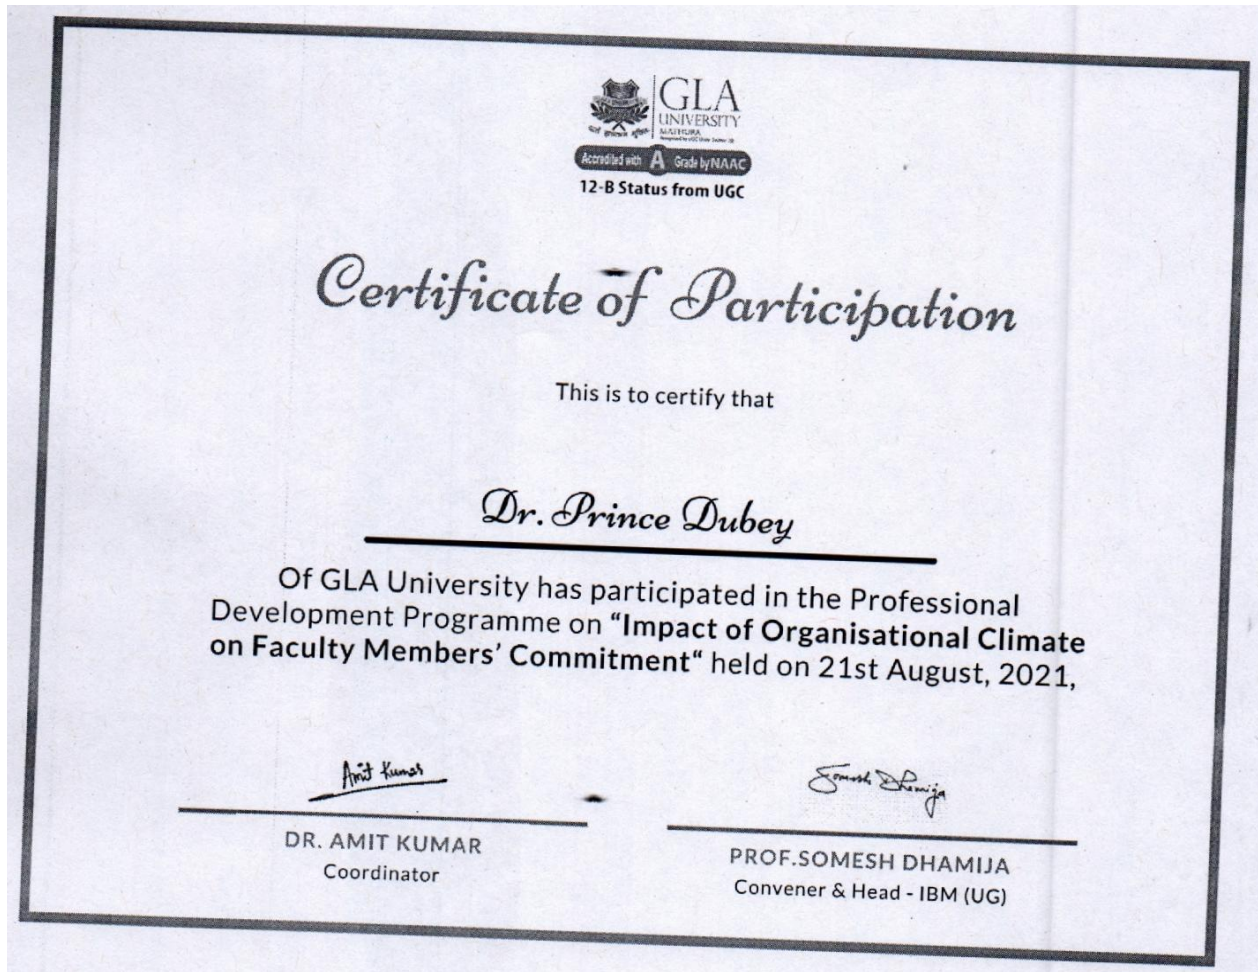 GLA
UNIVERSITY
MATHURA
Accredited with A Grade by NAAC
12-B Status from UGC
Certificate of Participation
This is to certify that
Dr. Prince Dubey
Of GLA University has participated in the Professional
Development Programme on “Impact of Organisational Climate
on Faculty Members’ Commitment“ held on 21st August, 2021,
Amit Kumar
Somesh Dhamija
DR. AMIT KUMAR
Coordinator
PROF.SOMESH DHAMIJA
Convener & Head - IBM (UG)